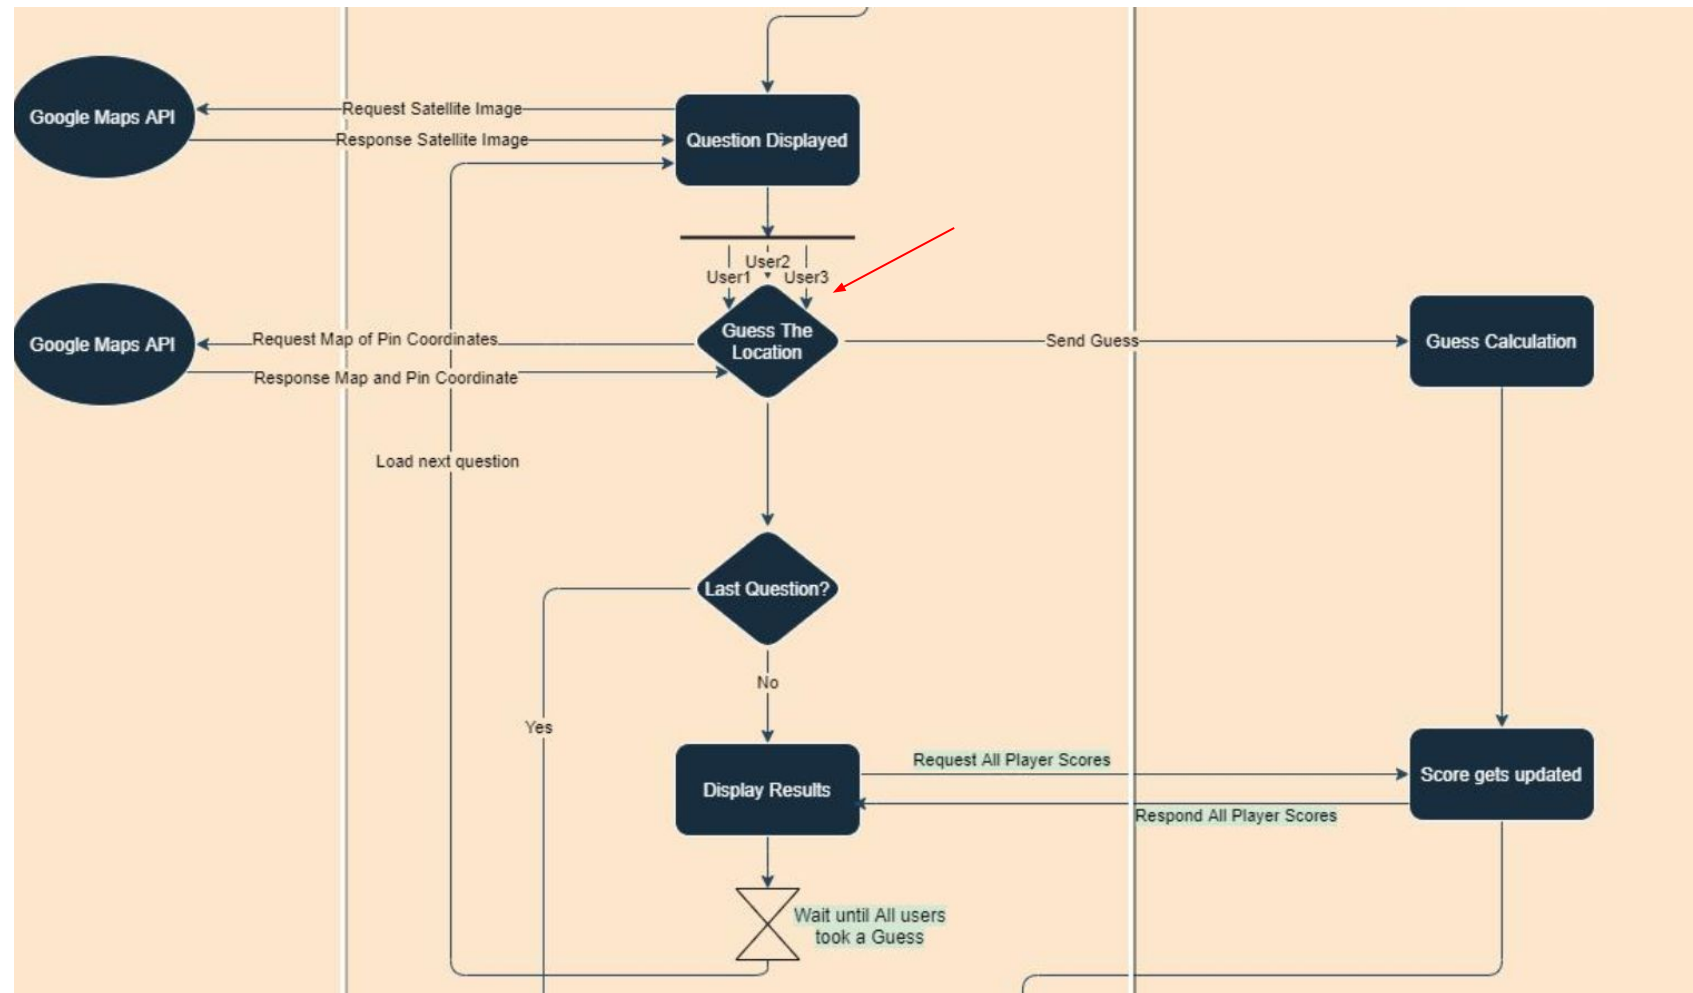 Google Maps API
Request Satellite Image
Response Satellite Image
Question Displayed
User2
User1
User3
Google Maps API
Request Map of Pin Coordinates
Response Map and Pin Coordinate
Guess The
Location
Send Guess
Guess Calculation
Load next question
Last Question?
No
Yes
Display Results
Request All Player Scores
Respond All Player Scores
Score gets updated
Wait until All users
took a Guess